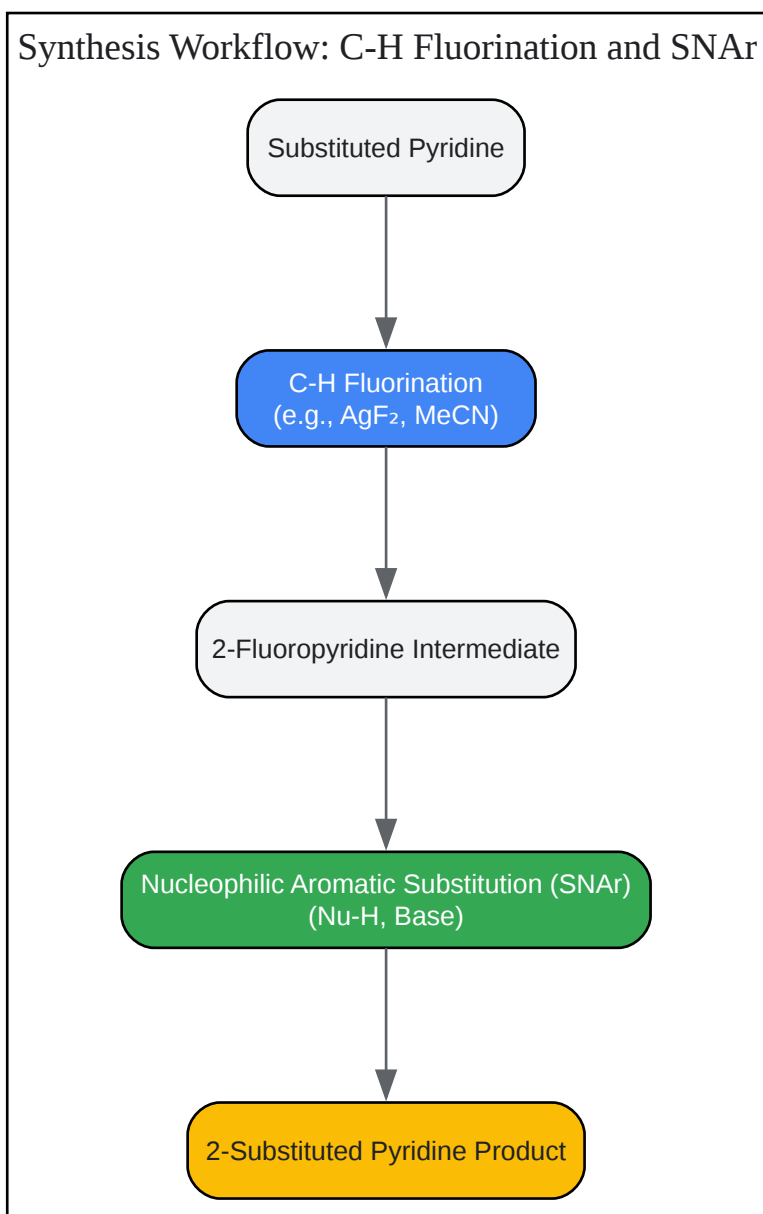 Synthesis Workflow: C-H Fluorination and SNAr
Substituted Pyridine
C-H Fluorination
(e.g., AgF₂, MeCN)
2-Fluoropyridine Intermediate
Nucleophilic Aromatic Substitution (SNAr)
(Nu-H, Base)
2-Substituted Pyridine Product